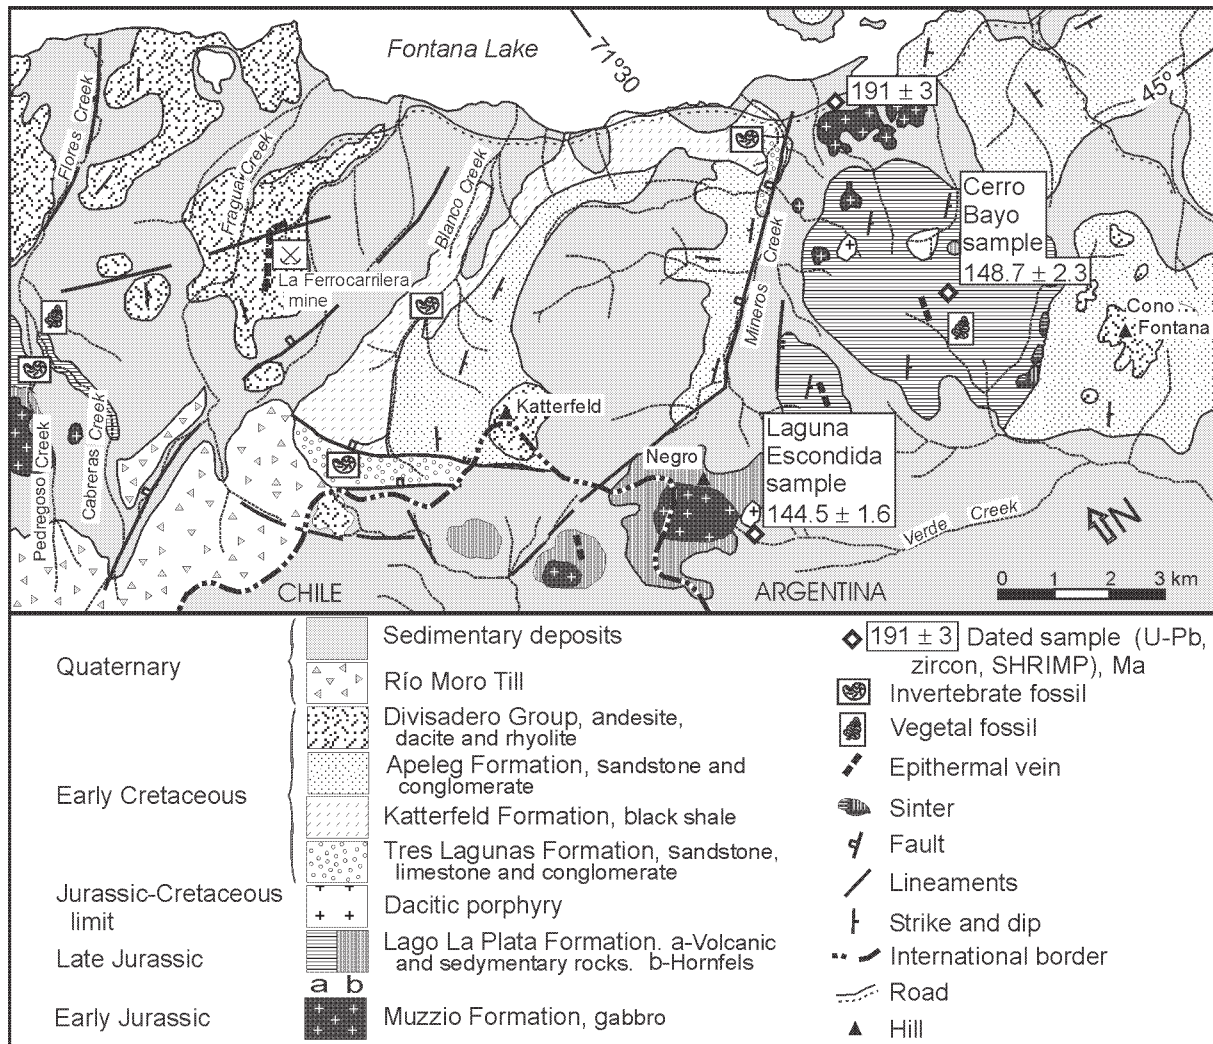 Fontana Lake
71º30
45º
191 ± 3
Flores Creek
Fragua Creek
Blanco Creek
Mineros Creek
Cerro
Bayo
sample
148.7 ± 2.3
La Ferrocarrilera
mine
Cono
Fontana
Katterfeld
Negro
Laguna
Escondida
sample
144.5 ± 1.6
Pedregoso Creek
Cabreras Creek
Verde Creek
N
CHILE
ARGENTINA
0 1 2 3 km
Quaternary
Sedimentary deposits
Río Moro Till
Early Cretaceous
Divisadero Group, andesite,
dacite and rhyolite
Apeleg Formation, sandstone and
conglomerate
Katterfeld Formation, black shale
Tres Lagunas Formation, sandstone,
limestone and conglomerate
Jurassic-Cretaceous
limit
Dacitic porphyry
Late Jurassic
Lago La Plata Formation. a-Volcanic
and sedymentary rocks. b-Hornfels
a b
Early Jurassic
Muzzio Formation, gabbro
191 ± 3 Dated sample (U-Pb,
zircon, SHRIMP), Ma
Invertebrate fossil
Vegetal fossil
Epithermal vein
Sinter
Fault
Lineaments
Strike and dip
International border
Road
Hill